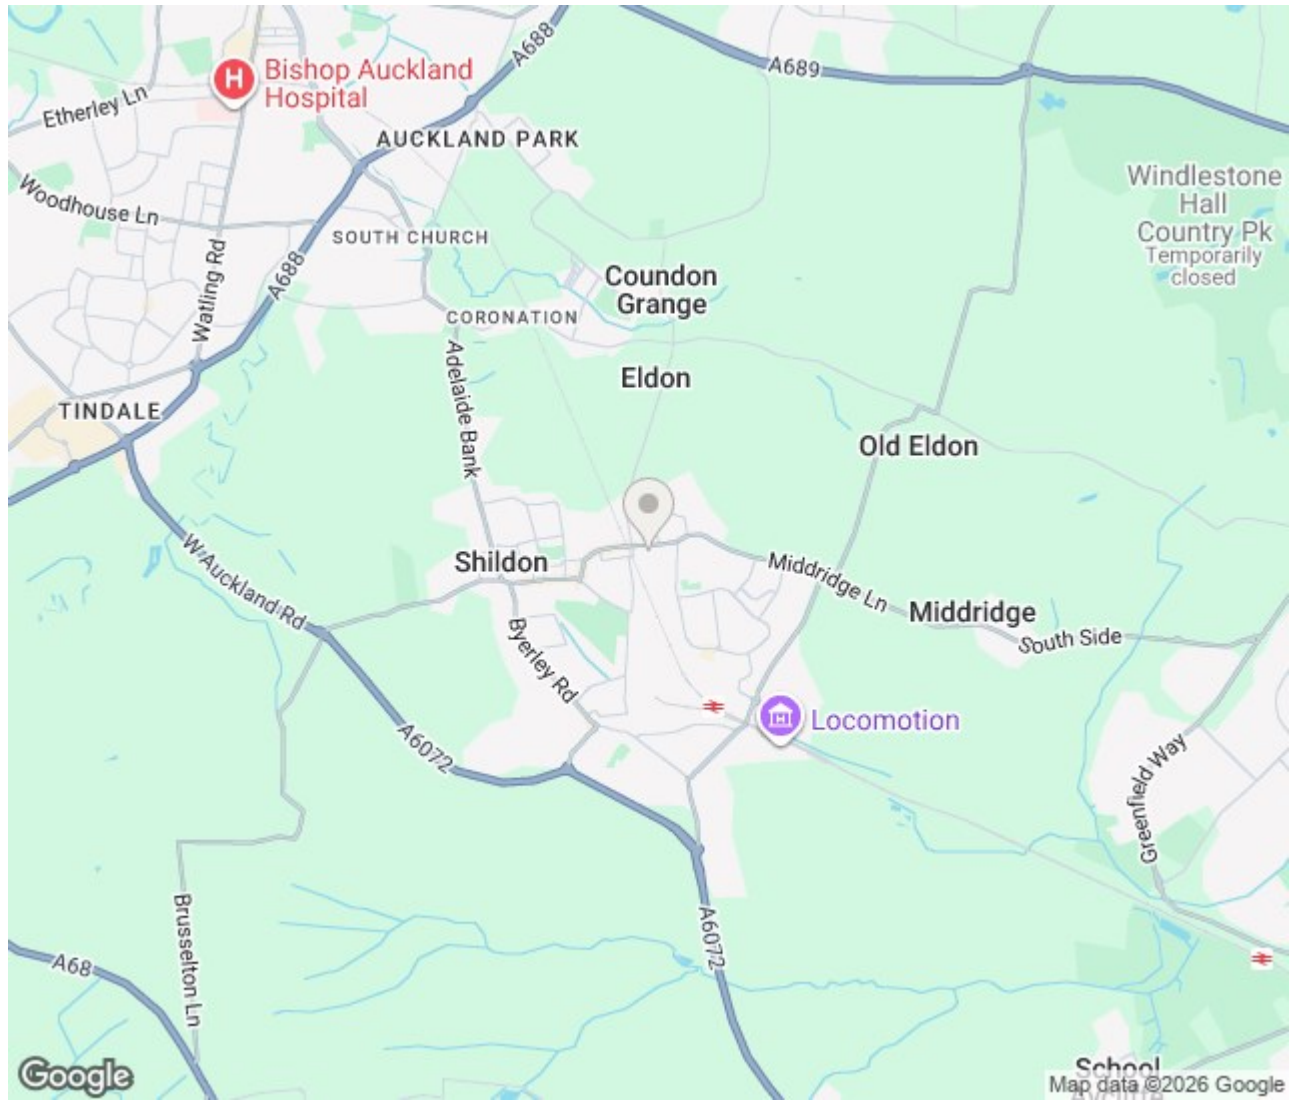 A688
A689
Bishop Auckland
Hospital
Etherley Ln
AUCKLAND PARK
Windlestone
Hall
Country Pk
Temporarily
closed
Woodhouse Ln
SOUTH CHURCH
Watling Rd
A688
Coundon
Grange
CORONATION
Adelaide Bank
Eldon
TINDALE
Old Eldon
W Auckland Rd
Shildon
Middridge Ln
Middridge
South Side
Byerley Rd
Locomotion
A6072
Greenfield Way
Brusselton Ln
A6072
A68
School
Google
Map data ©2026 Google